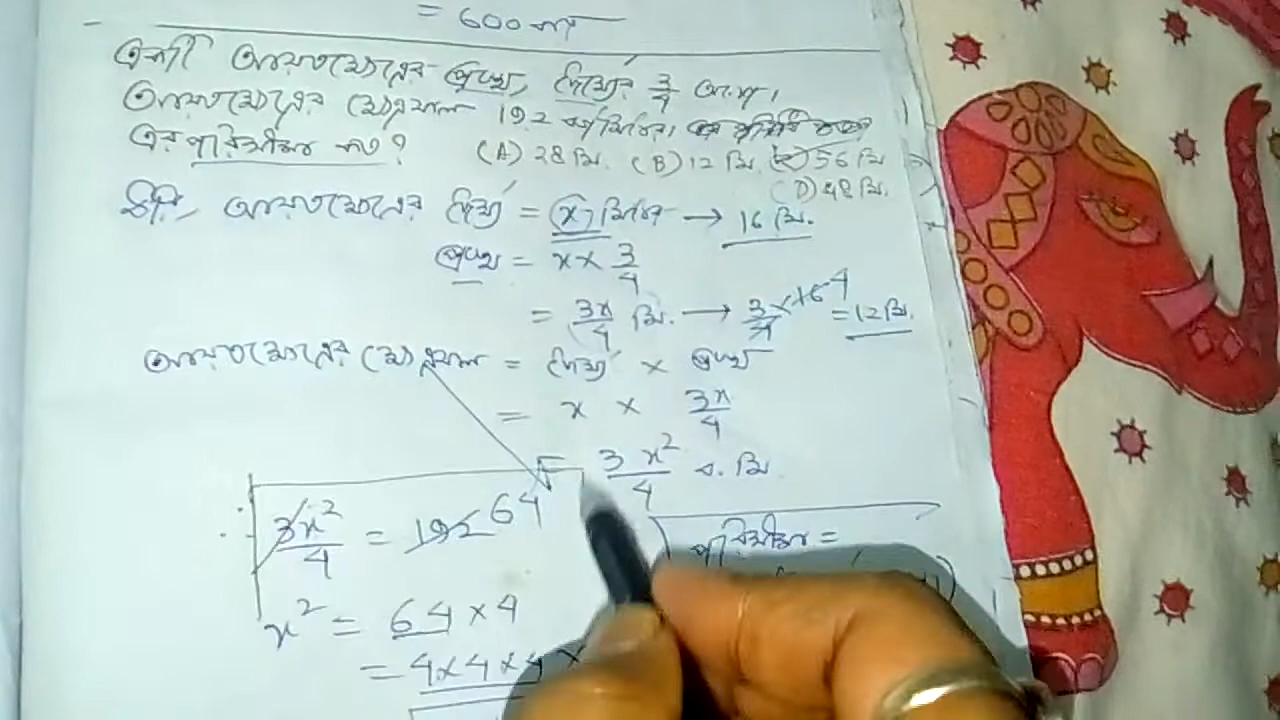 = 600
একটি আয়তক্ষেত্রের প্রস্থ, দৈর্ঘ্যের 3/4 অংশ।
আয়তক্ষেত্রের ক্ষেত্রফল 192 বর্গমিটার।
এর পরিসীমা কত? (A) 28 মি. (B) 12 মি. (C) 56 মি
(D) 48 মি.
ধরি, আয়তক্ষেত্রের দৈর্ঘ্য = (x) মিটার → 16 মি.
প্রস্থ = x × 3/4
= 3x/4 মি. → 3/4 × 16 4 = 12 মি.
আয়তক্ষেত্রের ক্ষেত্রফল = দৈর্ঘ্য × প্রস্থ
= x × 3x/4
= 3x²/4 ব. মি
∴ 3x²/4 = 192 64
পরিসীমা =
x² = 64 × 4
= 4 × 4 × 4 ×